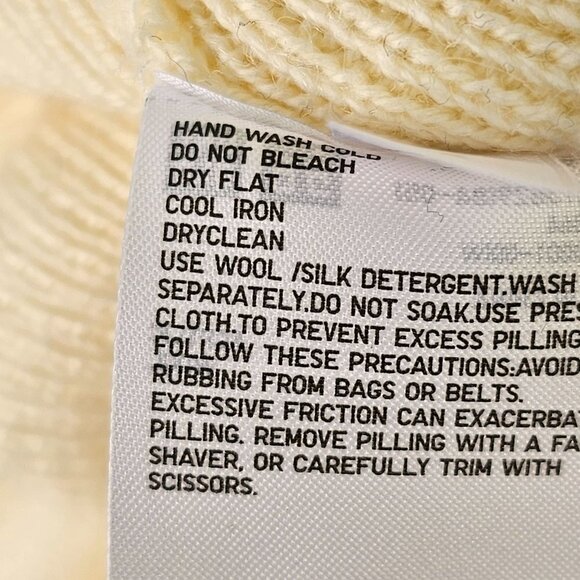 HAND WASH COLD
DO NOT BLEACH
DRY FLAT
COOL IRON
DRYCLEAN
USE WOOL /SILK DETERGENT.WASH
SEPARATELY.DO NOT SOAK.USE PRES
CLOTH.TO PREVENT EXCESS PILLING
FOLLOW THESE PRECAUTIONS:AVOID
RUBBING FROM BAGS OR BELTS.
EXCESSIVE FRICTION CAN EXACERBA
PILLING. REMOVE PILLING WITH A FA
SHAVER, OR CAREFULLY TRIM WITH
SCISSORS.